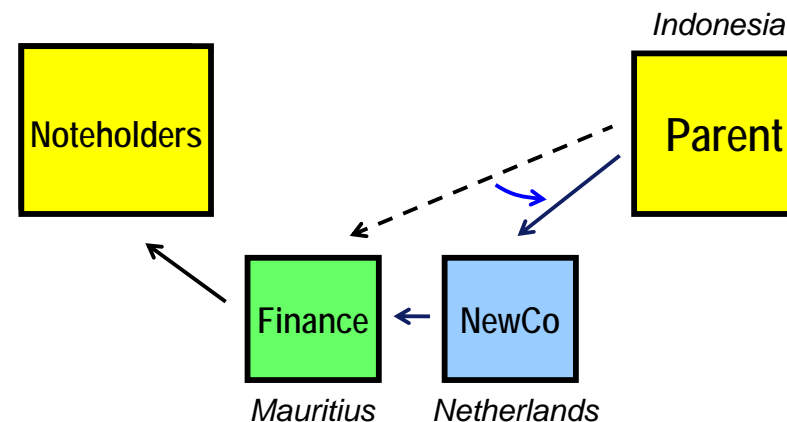 Indonesia
Noteholders
Parent
Finance
NewCo
Mauritius
Netherlands